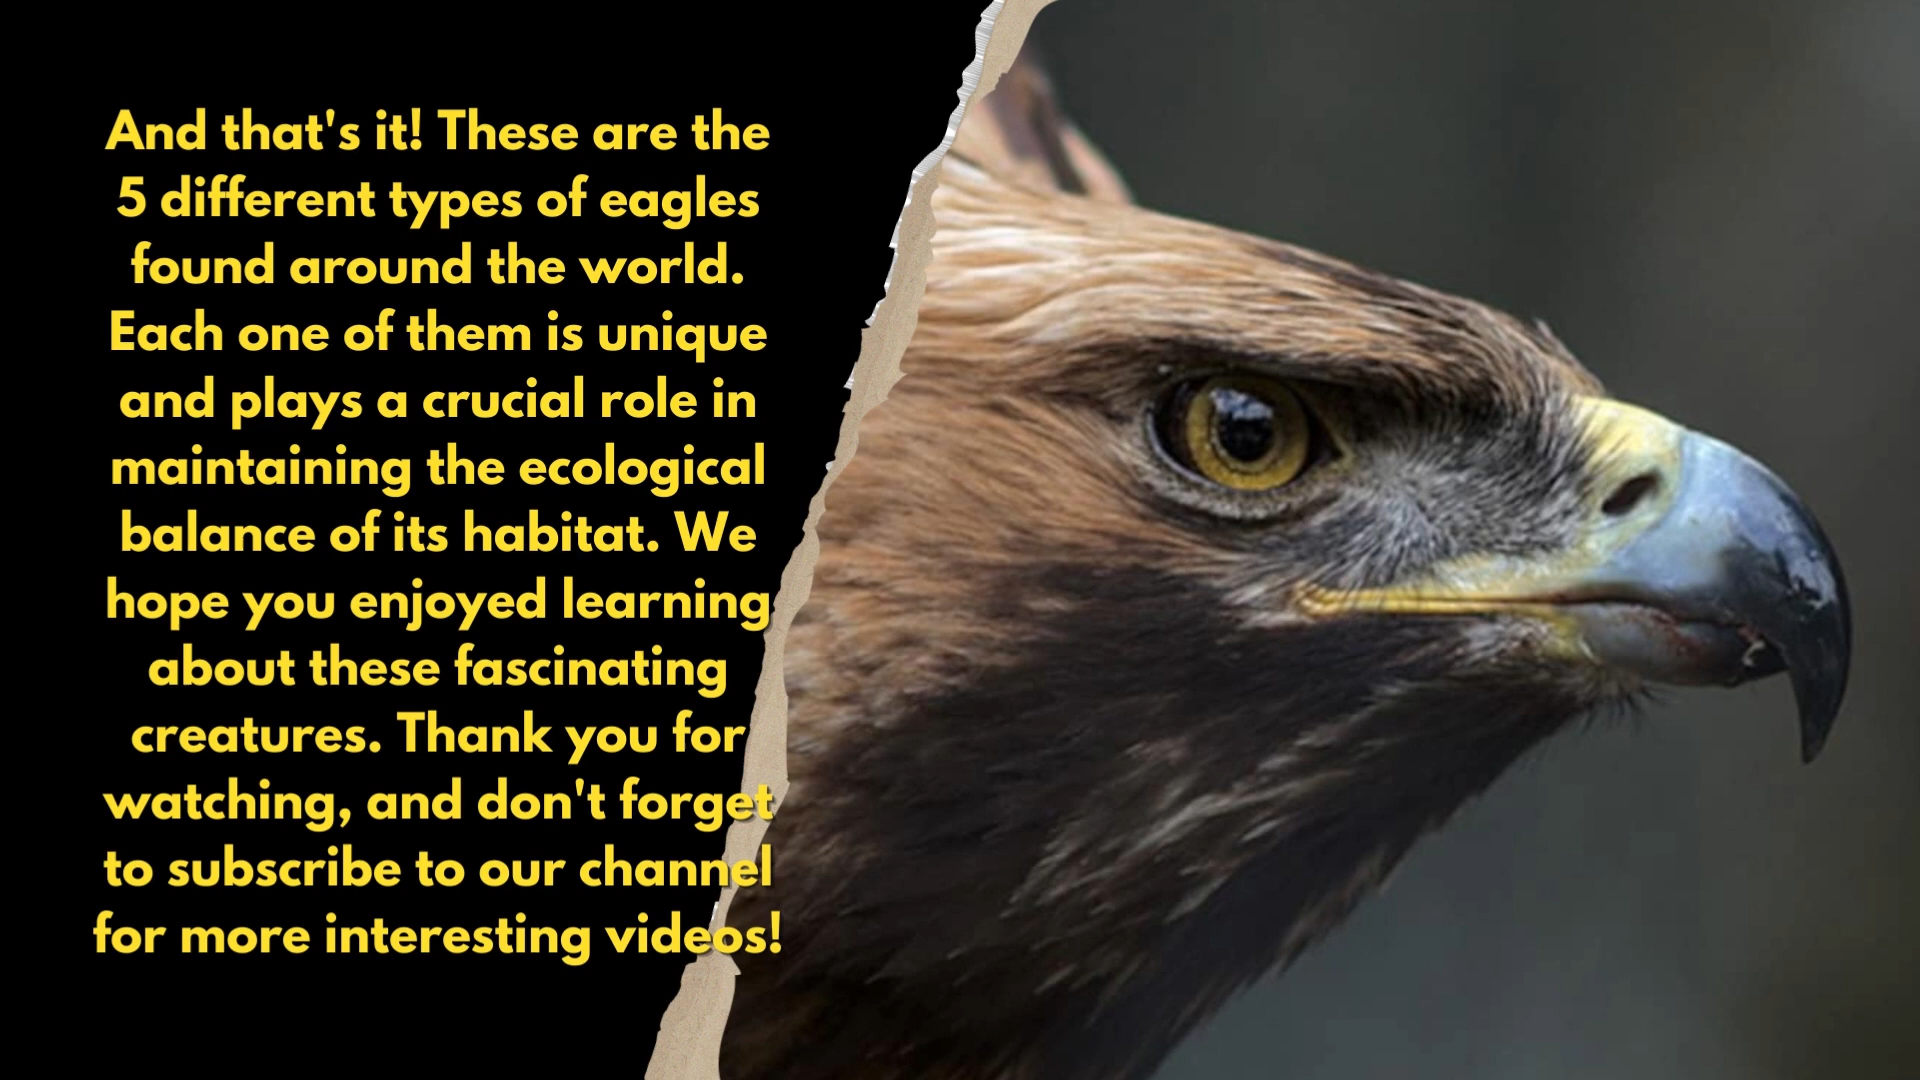 And that's it! These are the
5 different types of eagles
found around the world.
Each one of them is unique
and plays a crucial role in
maintaining the ecological
balance of its habitat. We
hope you enjoyed learning
about these fascinating
creatures. Thank you for
watching, and don't forget
to subscribe to our channel
for more interesting videos!